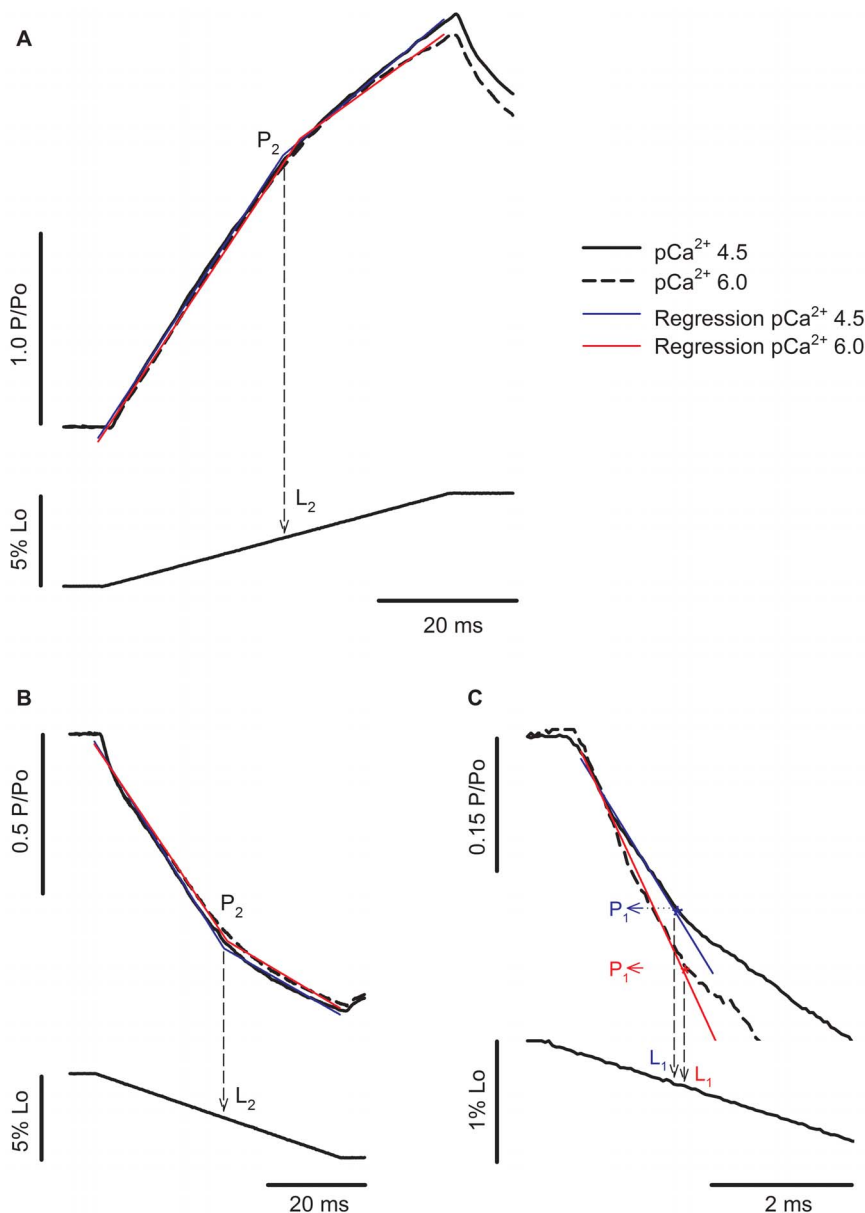 A
P₂
1.0 P/Po
pCa²⁺ 4.5
pCa²⁺ 6.0
Regression pCa²⁺ 4.5
Regression pCa²⁺ 6.0
L₂
5% Lo
20 ms
B
0.5 P/Po
P₂
L₂
5% Lo
20 ms
C
0.15 P/Po
P₁
P₁
L₁
L₁
1% Lo
2 ms